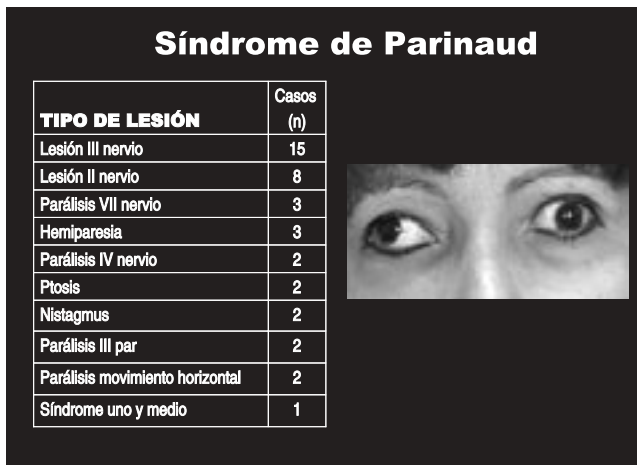 Síndrome de Parinaud
TIPO DE LESIÓN Casos (n)
Lesión III nervio 15
Lesión II nervio 8
Parálisis VII nervio 3
Hemiparesia 3
Parálisis IV nervio 2
Ptosis 2
Nistagmus 2
Parálisis III par 2
Parálisis movimiento horizontal 2
Síndrome uno y medio 1